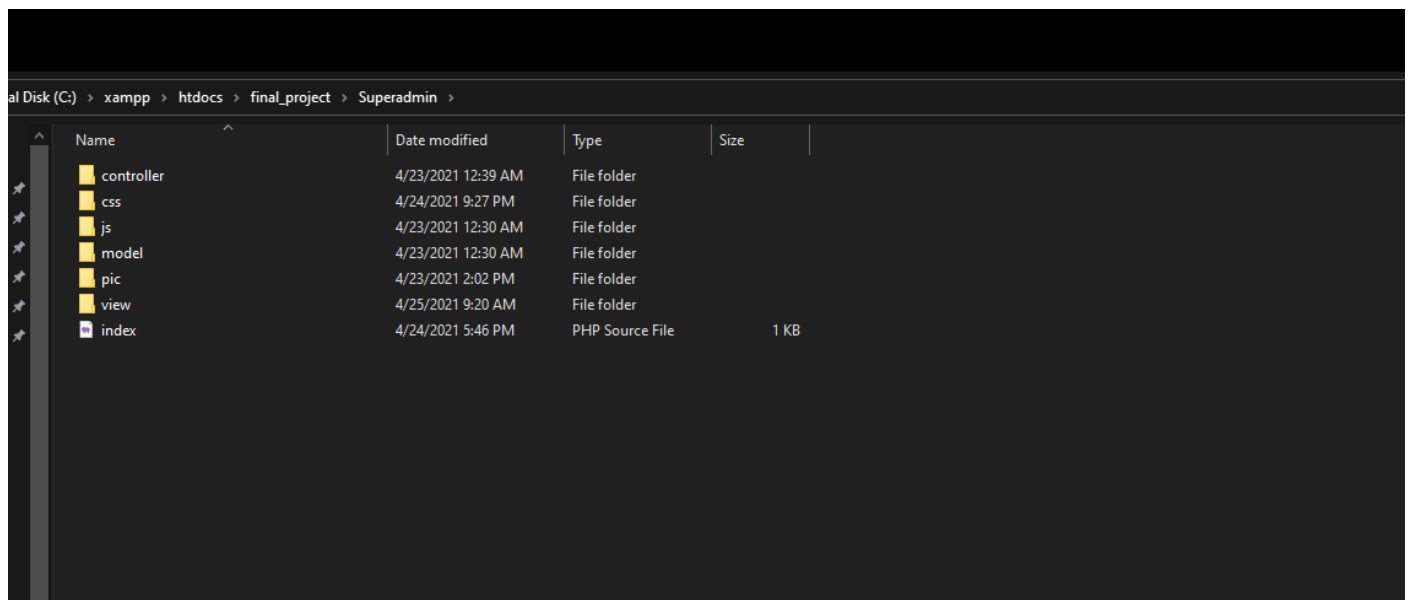 al Disk (C:) > xampp > htdocs > final_project > Superadmin >
Name Date modified Type Size
controller 4/23/2021 12:39 AM File folder
css 4/24/2021 9:27 PM File folder
js 4/23/2021 12:30 AM File folder
model 4/23/2021 12:30 AM File folder
pic 4/23/2021 2:02 PM File folder
view 4/25/2021 9:20 AM File folder
index 4/24/2021 5:46 PM PHP Source File 1 KB